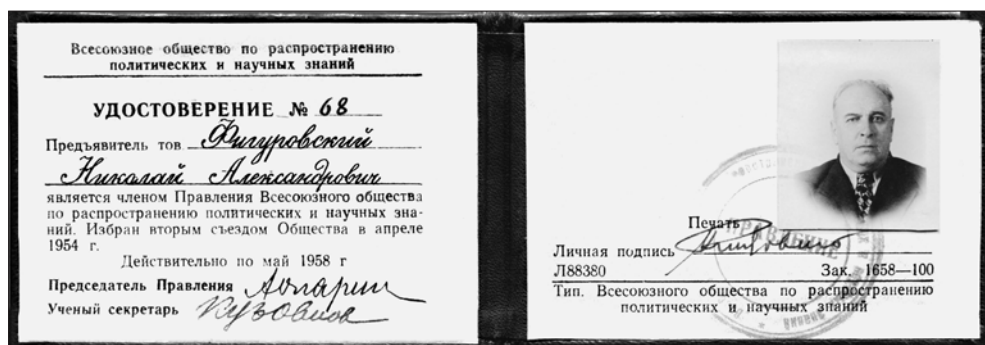 Всесоюзное общество по распространению
политических и научных знаний
УДОСТОВЕРЕНИЕ № 68
Предъявитель тов Фигуровский
Николай Александрович
является членом Правления Всесоюзного общества
по распространению политических и научных зна-
ний. Избран вторым съездом Общества в апреле
1954 г.
Действительно по май 1958 г
Председатель Правления Опарин
Ученый секретарь
Печать
ПРАВЛЕНИЕ
Личная подпись
Л88380 Зак. 1658—100
Тип. Всесоюзного общества по распространению
политических и научных знаний